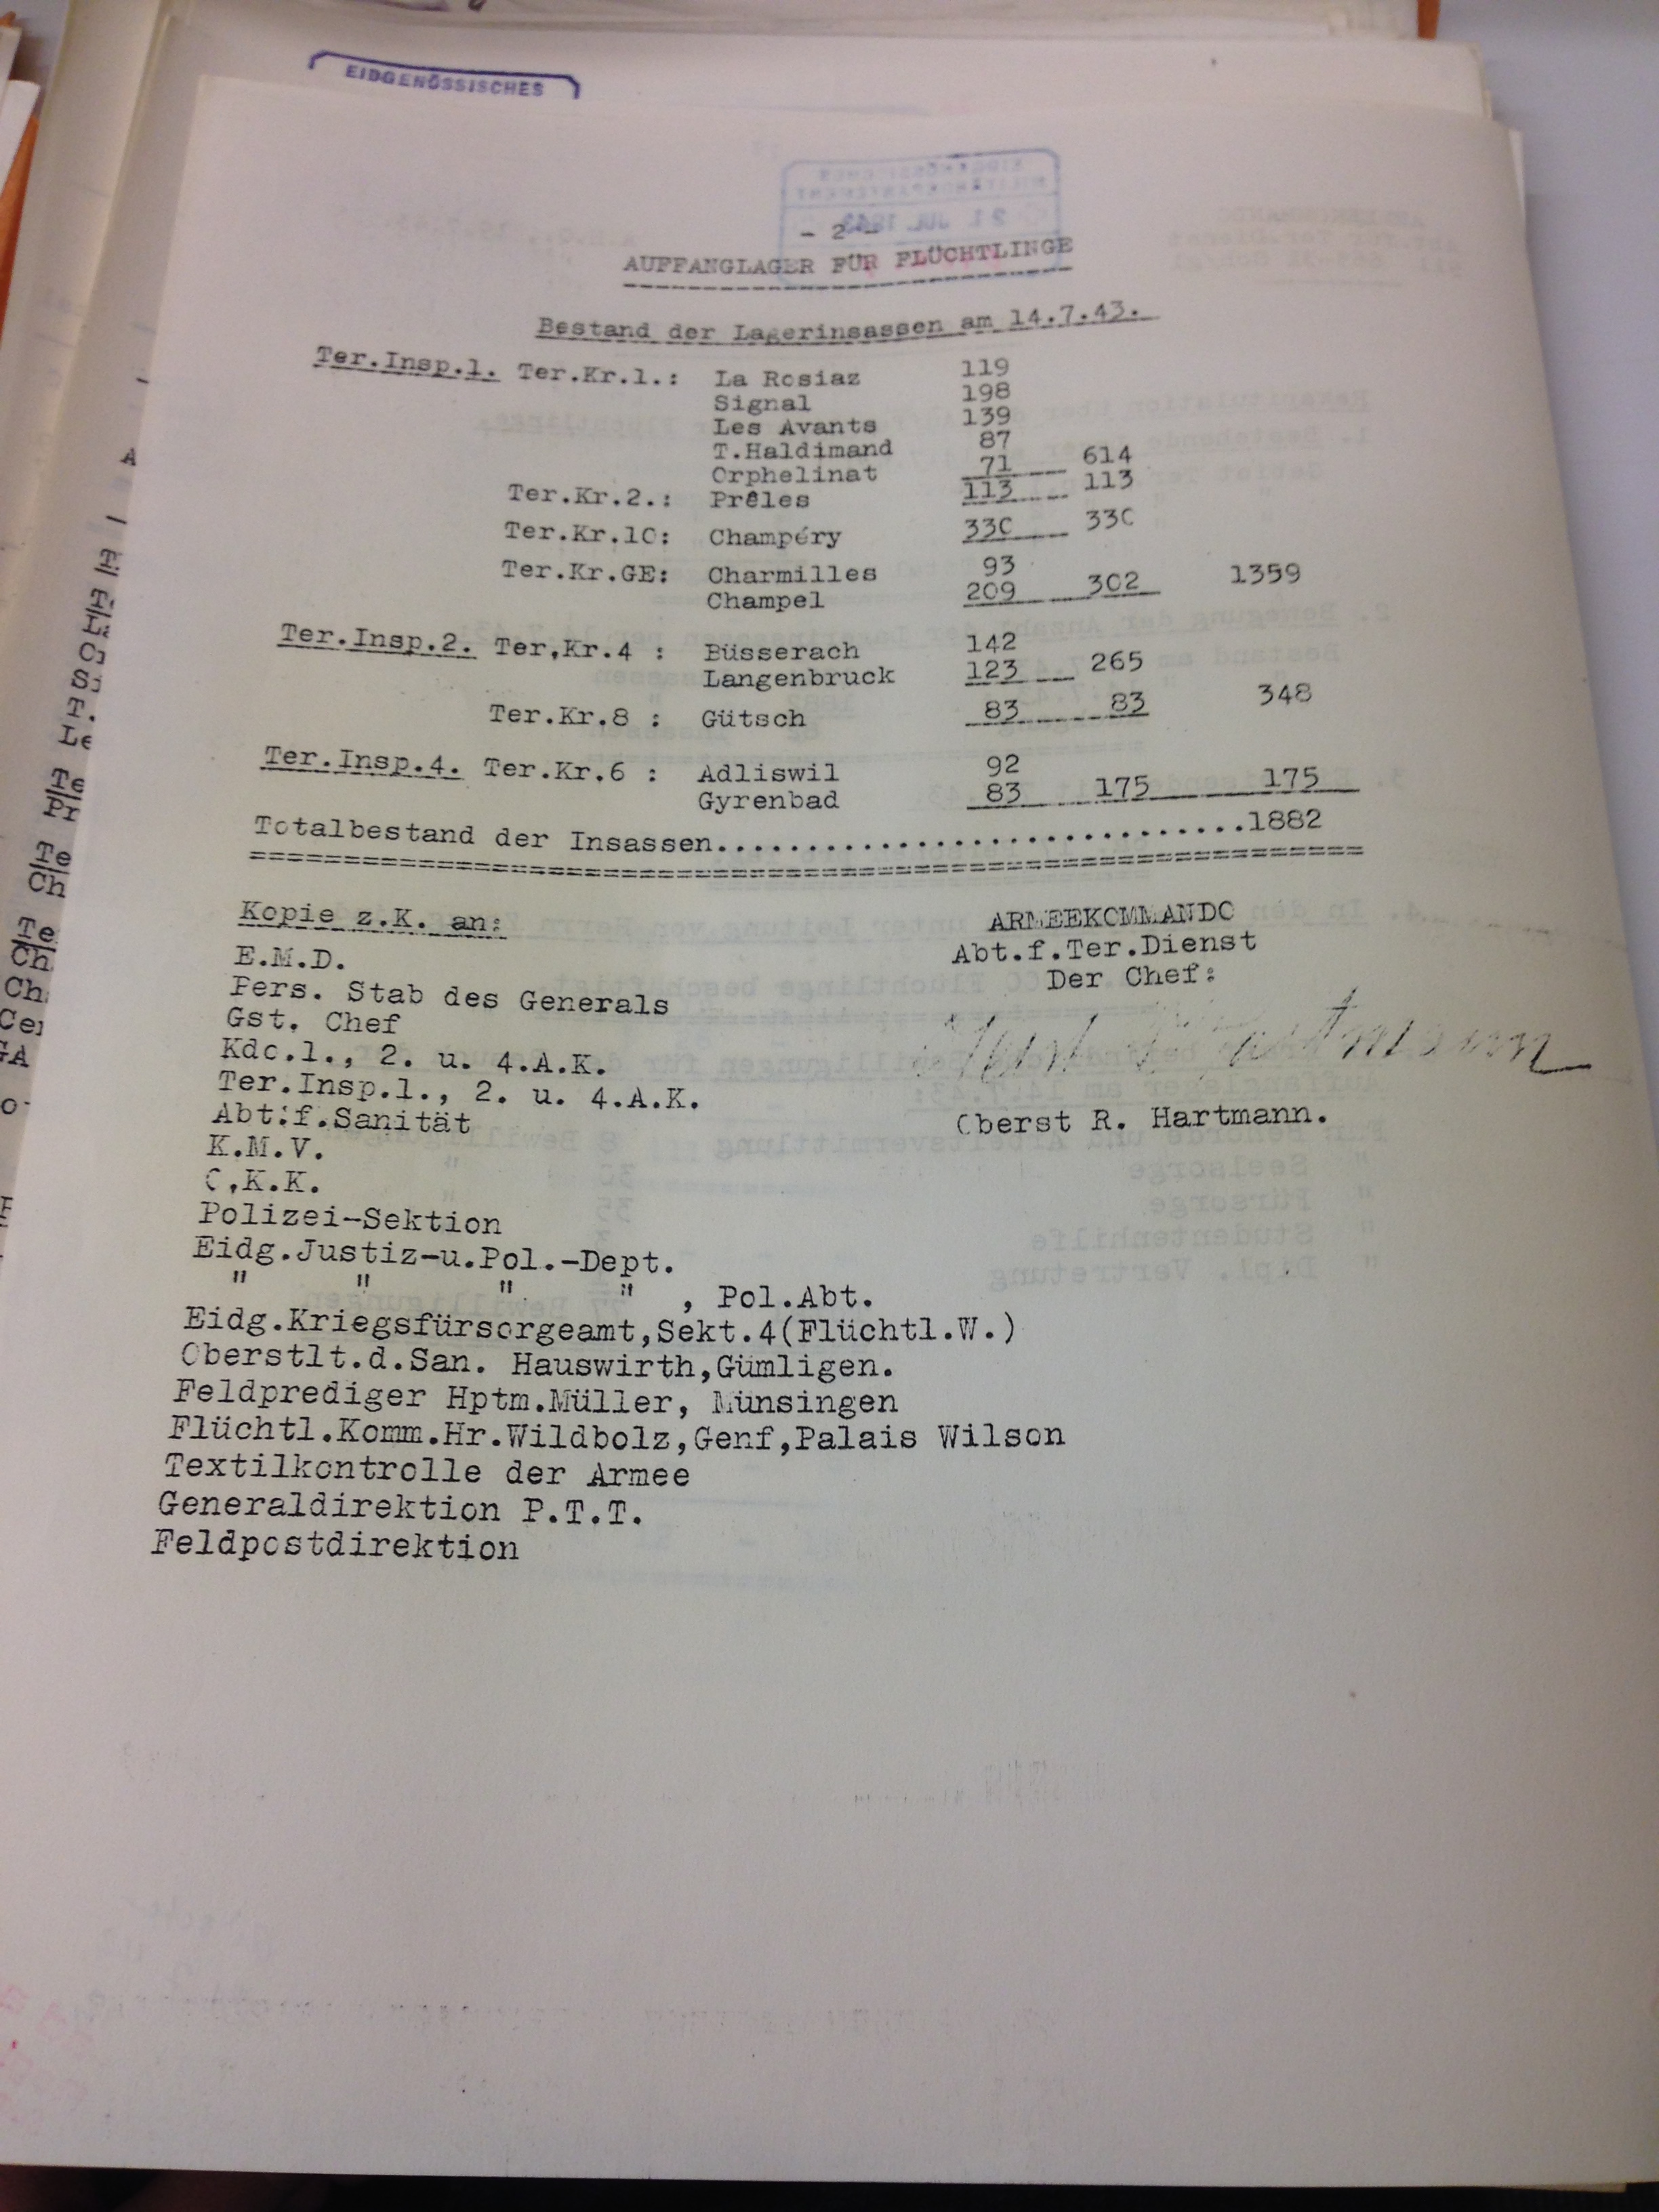 EIDGENÖSSISCHES
- 2 -
AUFFANGLAGER FÜR FLÜCHTLINGE
Bestand der Lagerinsassen am 14.7.43.
Ter.Insp.1. Ter.Kr.1.: La Rosiaz 119
Signal 198
Les Avants 139
T.Haldimand 87
Orphelinat 71 614
Ter.Kr.2.: Prêles 113 113
Ter.Kr.10: Champéry 330 330
Ter.Kr.GE: Charmilles 93
Champel 209 302 1359
Ter.Insp.2. Ter,Kr.4 : Büsserach 142
Langenbruck 123 265
Ter.Kr.8 : Gütsch 83 83 348
Ter.Insp.4. Ter.Kr.6 : Adliswil 92
Gyrenbad 83 175 175
Totalbestand der Insassen.................................1882
Kopie z.K. an:
E.M.D.
Pers. Stab des Generals
Gst. Chef
Kdo.1., 2. u. 4.A.K.
Ter.Insp.1., 2. u. 4.A.K.
Abt.f.Sanität
K.M.V.
O.K.K.
Polizei-Sektion
Eidg.Justiz-u.Pol.-Dept.
" " " " , Pol.Abt.
Eidg.Kriegsfürsorgeamt,Sekt.4(Flüchtl.W.)
Oberstlt.d.San. Hauswirth,Gümligen.
Feldprediger Hptm.Müller, Münsingen
Flüchtl.Komm.Hr.Wildbolz,Genf,Palais Wilson
Textilkontrolle der Armee
Generaldirektion P.T.T.
Feldpostdirektion
ARMEEKOMMANDO
Abt.f.Ter.Dienst
Der Chef:
Hartmann
Oberst R. Hartmann.